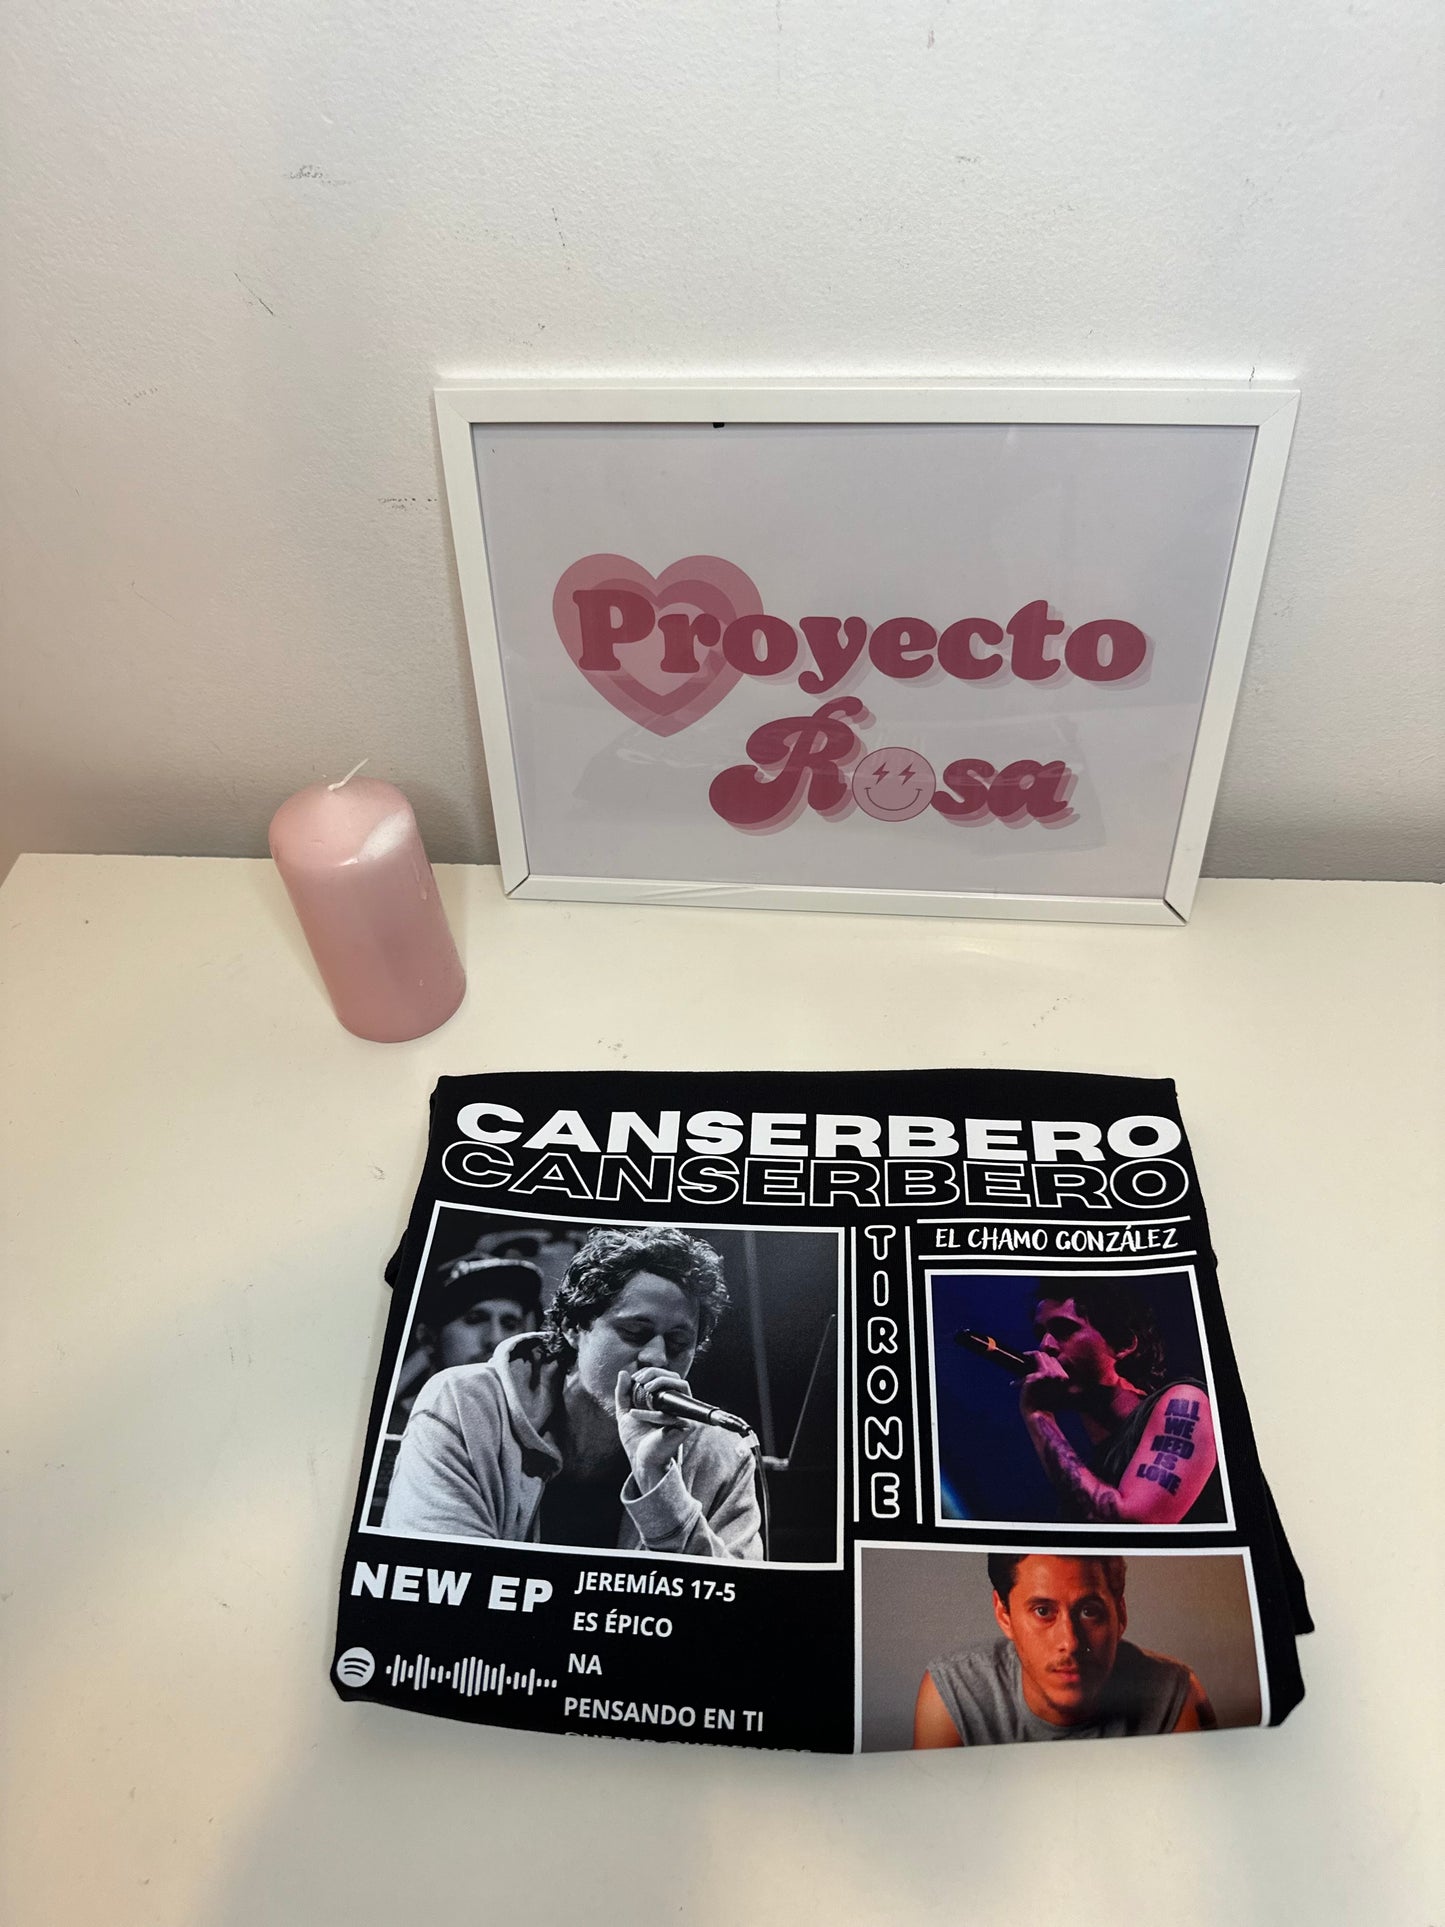 Proyecto
Rosa
CANSERBERO
CANSERBERO
TIRONE
EL CHAMO GONZÁLEZ
ALL
WE
NEED
IS
LOVE
NEW EP
JEREMÍAS 17-5
ES ÉPICO
NA
PENSANDO EN TI